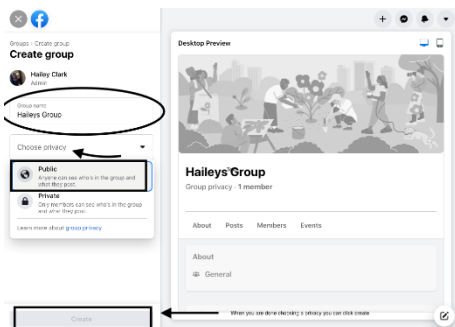 Groups · Create group
Create group
Hailey Clark
Admin
Group name
Haileys Group
Choose privacy
Public
Anyone can see who's in the group and
what they post.
Private
Only members can see who's in the group
and what they post.
Learn more about group privacy
Create
Desktop Preview
Haileys Group
Group privacy · 1 member
About Posts Members Events
About
General
When you are done choosing a privacy you can click create